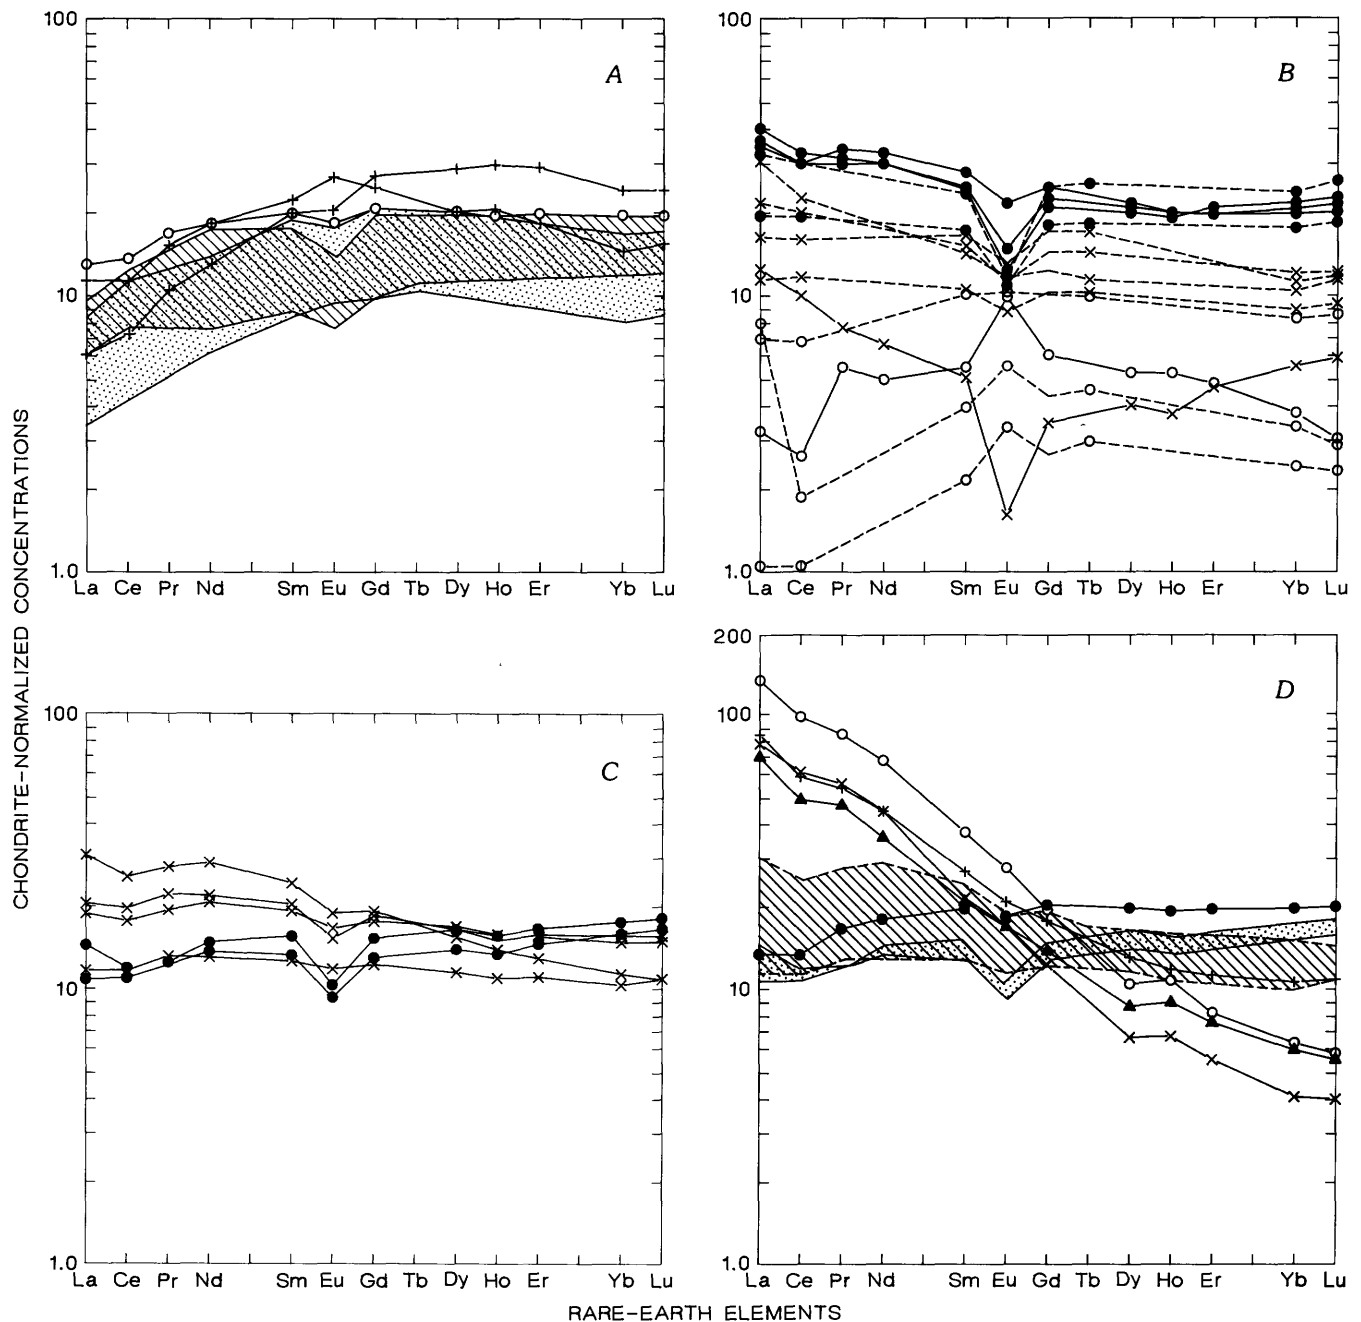 100
A
10
1.0
La Ce Pr Nd Sm Eu Gd Tb Dy Ho Er Yb Lu
100
B
10
1.0
La Ce Pr Nd Sm Eu Gd Tb Dy Ho Er Yb Lu
CHONDRITE-NORMALIZED CONCENTRATIONS
100
C
10
1.0
La Ce Pr Nd Sm Eu Gd Tb Dy Ho Er Yb Lu
200
D
100
10
1.0
La Ce Pr Nd Sm Eu Gd Tb Dy Ho Er Yb Lu
RARE-EARTH ELEMENTS